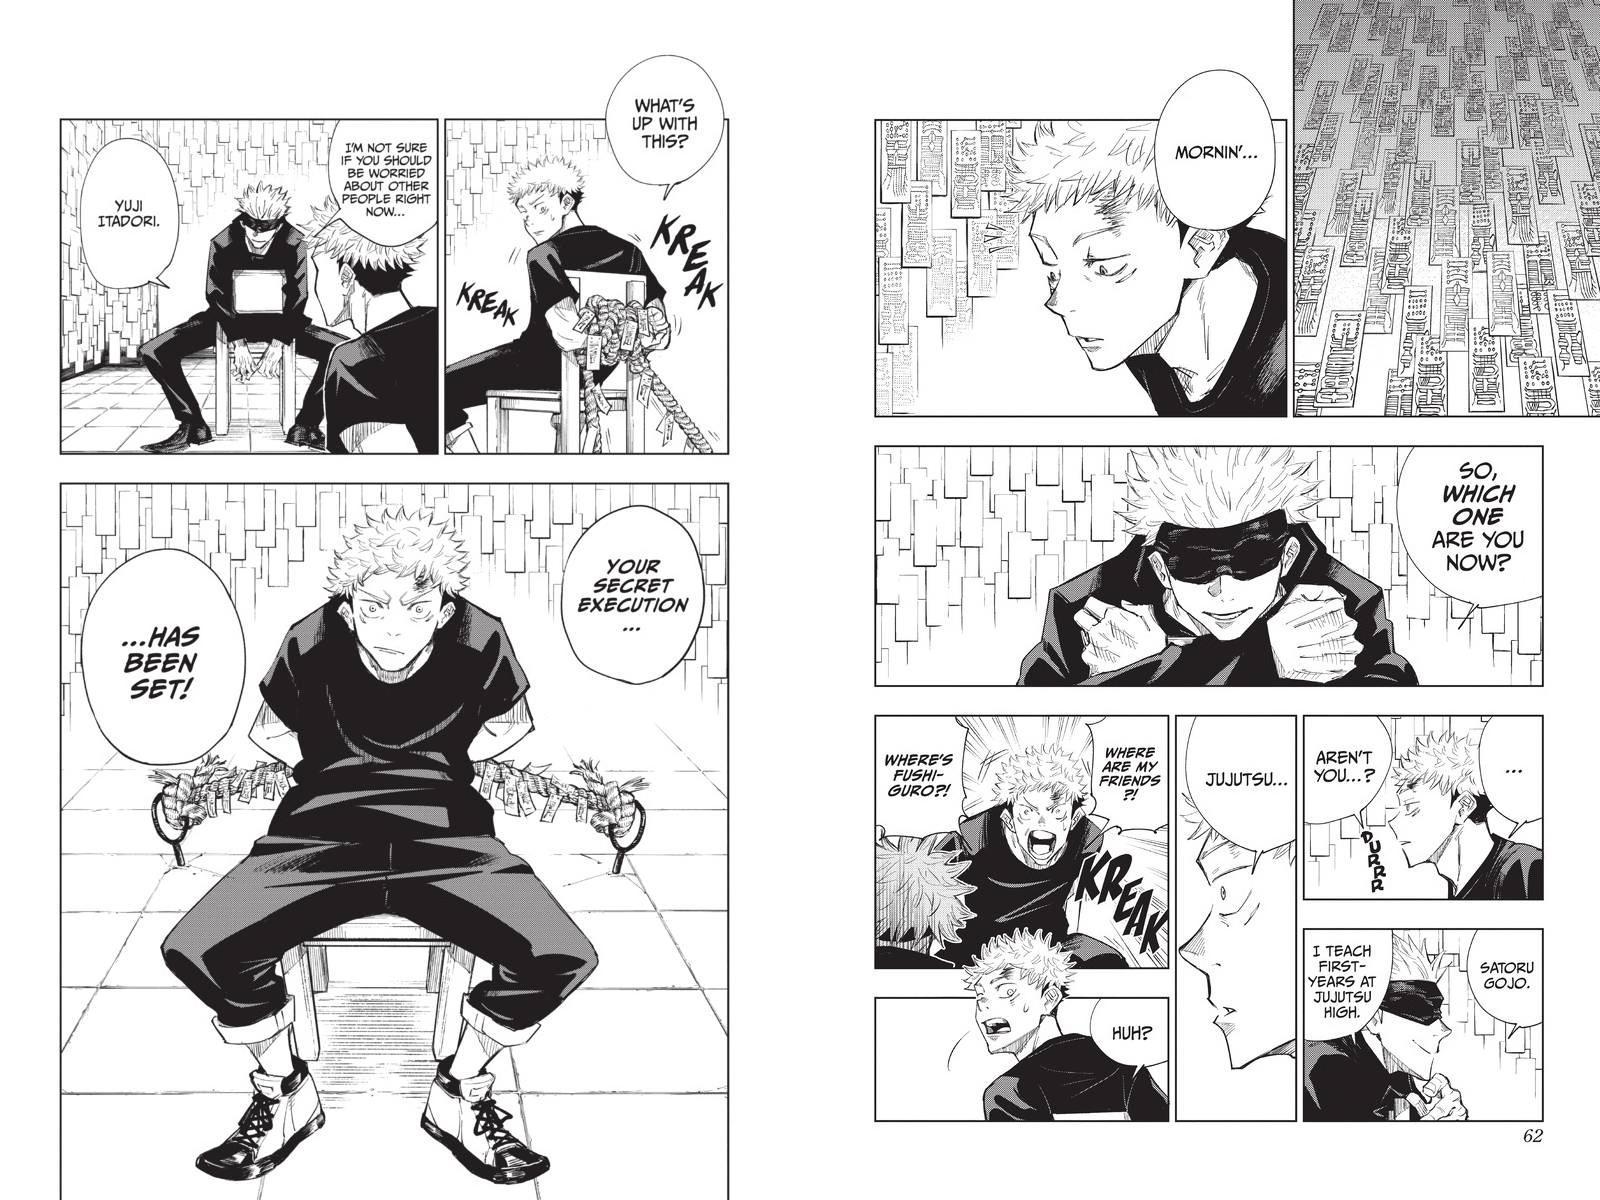 MORNIN'...
SO,
WHICH
ONE
ARE YOU
NOW?
...
AREN'T
YOU...?
DURRR
SATORU
GOJO.
I TEACH
FIRST-
YEARS AT
JUJUTSU
HIGH.
JUJUTSU...
WHERE
ARE MY
FRIENDS
?!
WHERE'S
FUSHI-
GURO?!
KREAK
HUH?
62
WHAT'S
UP WITH
THIS?
KREAK
KREAK
I'M NOT SURE
IF YOU SHOULD
BE WORRIED
ABOUT OTHER
PEOPLE RIGHT
NOW...
YUJI
ITADORI.
YOUR
SECRET
EXECUTION
...
...HAS
BEEN
SET!